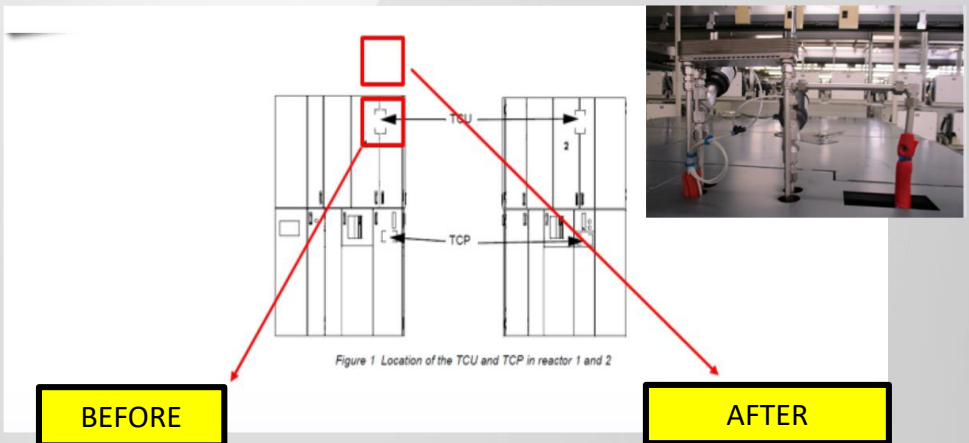 TCU
2
TCP
Figure 1 Location of the TCU and TCP in reactor 1 and 2
BEFORE
AFTER